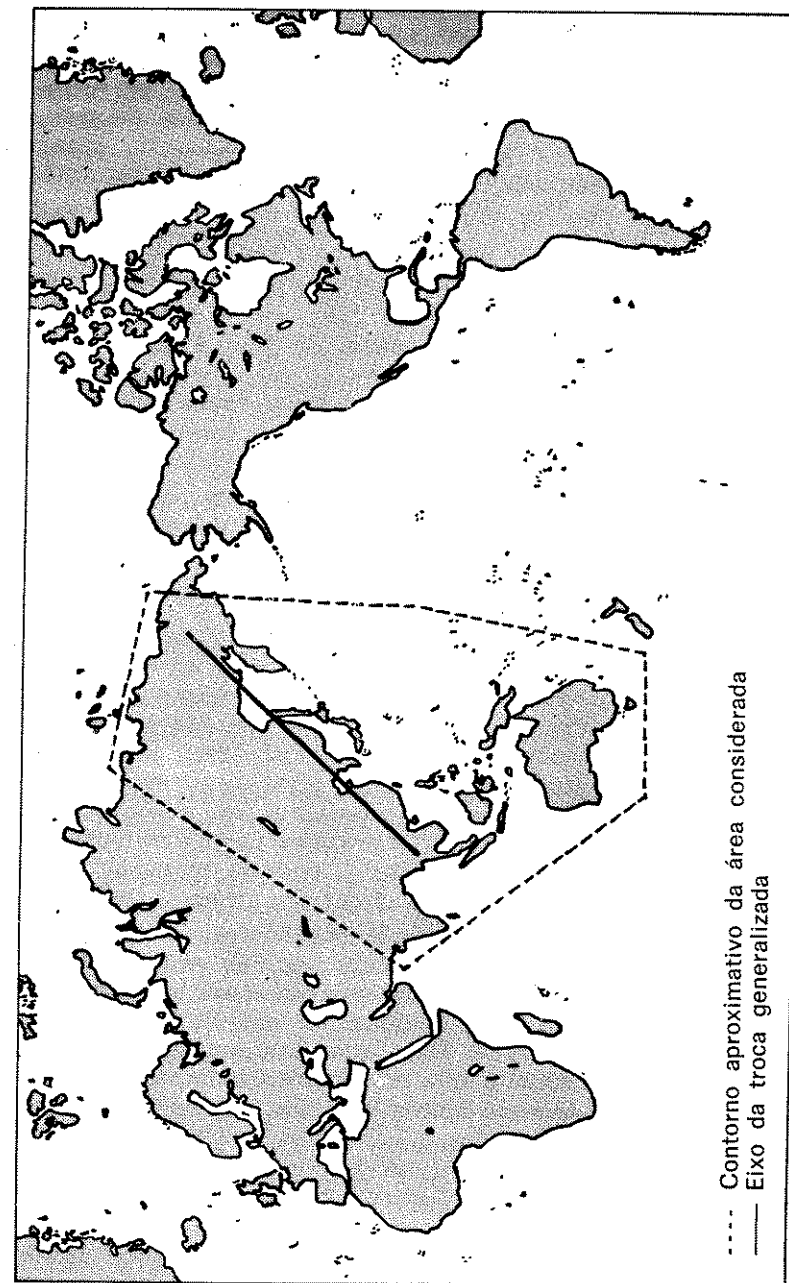 ---- Contorno aproximativo da área considerada
—— Eixo da troca generalizada